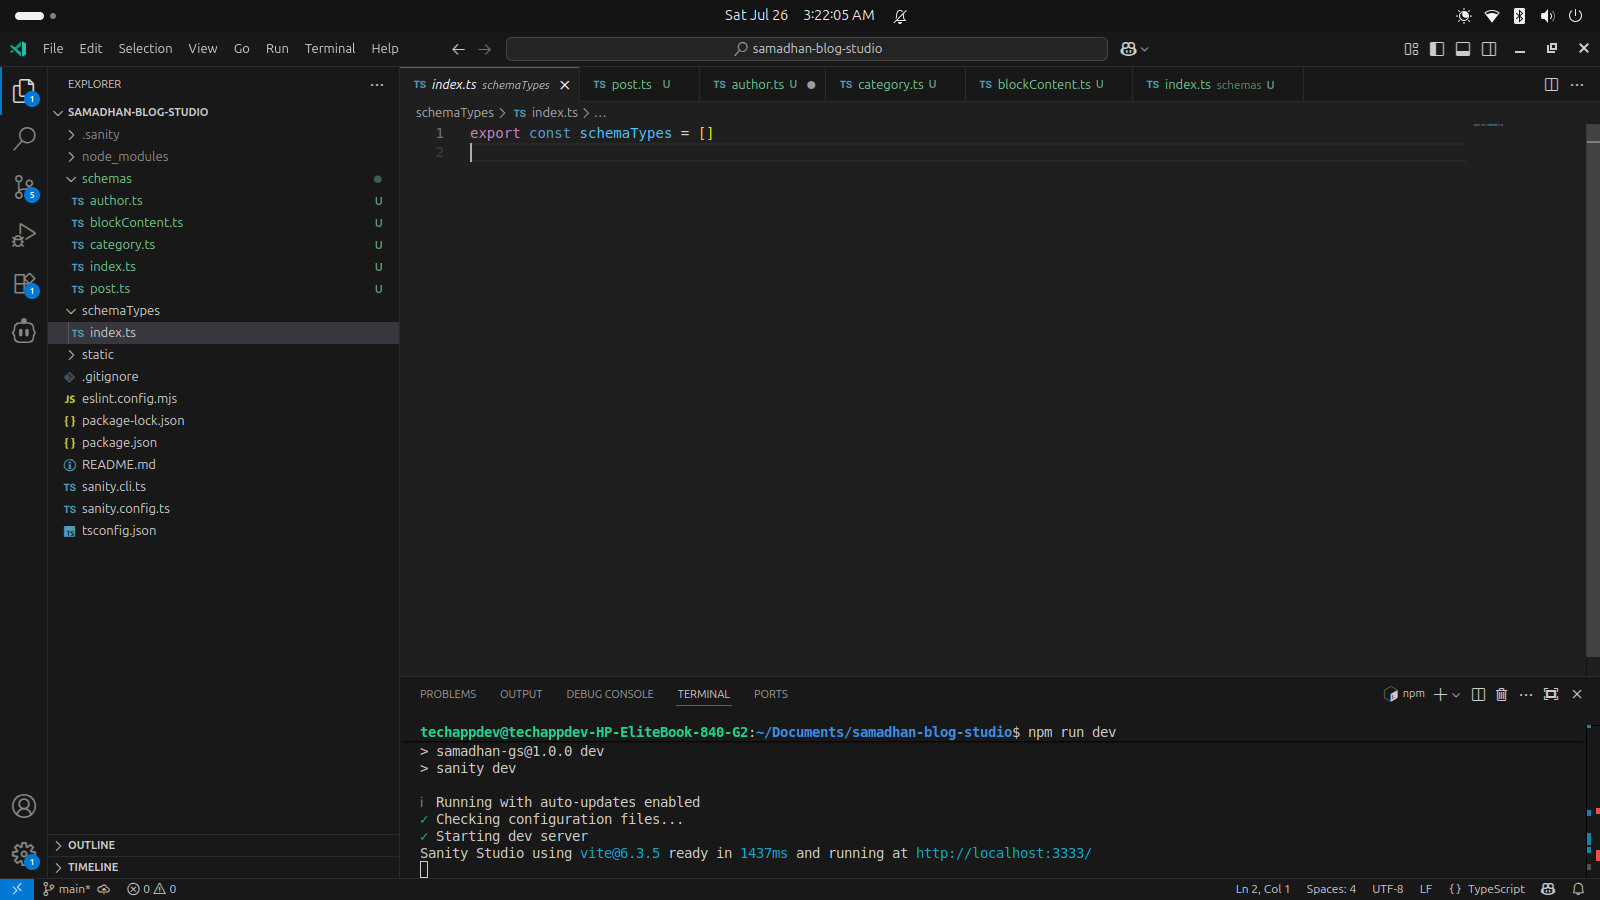 Sat Jul 26 3:22:05 AM
File Edit Selection View Go Run Terminal Help
samadhan-blog-studio
EXPLORER
SAMADHAN-BLOG-STUDIO
.sanity
node_modules
schemas
TS author.ts U
TS blockContent.ts U
TS category.ts U
TS index.ts U
TS post.ts U
schemaTypes
TS index.ts
static
.gitignore
JS eslint.config.mjs
{ } package-lock.json
{ } package.json
README.md
TS sanity.cli.ts
TS sanity.config.ts
TS tsconfig.json
OUTLINE
TIMELINE
1
5
1
1
TS index.ts schemaTypes
TS post.ts U
TS author.ts U
TS category.ts U
TS blockContent.ts U
TS index.ts schemas U
schemaTypes > TS index.ts > ...
1 export const schemaTypes = []
2
PROBLEMS OUTPUT DEBUG CONSOLE TERMINAL PORTS
npm
techappdev@techappdev-HP-EliteBook-840-G2:~/Documents/samadhan-blog-studio$ npm run dev
> samadhan-gs@1.0.0 dev
> sanity dev
i Running with auto-updates enabled
✓ Checking configuration files...
✓ Starting dev server
Sanity Studio using vite@6.3.5 ready in 1437ms and running at http://localhost:3333/
main* 0 0
Ln 2, Col 1 Spaces: 4 UTF-8 LF { } TypeScript